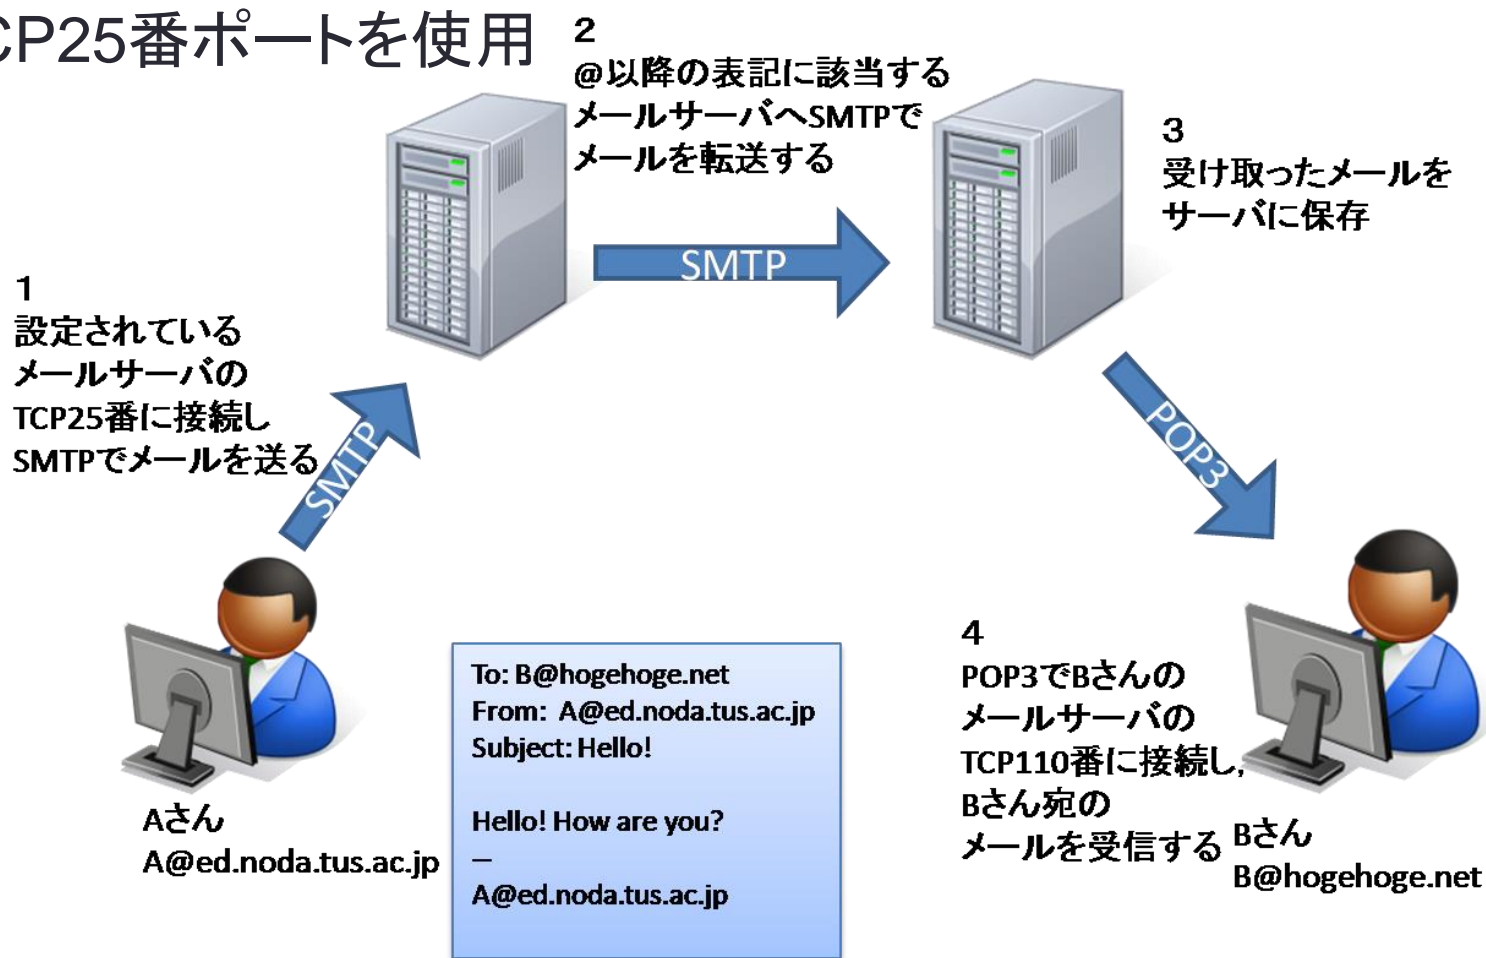 CP25番ポートを使用
2
@以降の表記に該当する
メールサーバへSMTPで
メールを転送する
3
受け取ったメールを
サーバに保存
SMTP
1
設定されている
メールサーバの
TCP25番に接続し
SMTPでメールを送る
SMTP
POP3
To: B@hogehoge.net
From: A@ed.noda.tus.ac.jp
Subject: Hello!
Hello! How are you?
—
A@ed.noda.tus.ac.jp
4
POP3でBさんの
メールサーバの
TCP110番に接続し,
Bさん宛の
メールを受信する
Aさん
A@ed.noda.tus.ac.jp
Bさん
B@hogehoge.net